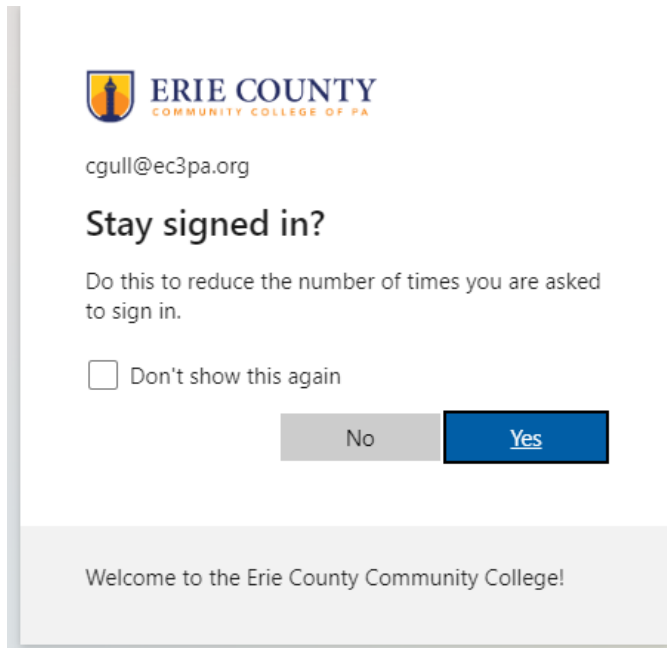 ERIE COUNTY
COMMUNITY COLLEGE OF PA
cgull@ec3pa.org
Stay signed in?
Do this to reduce the number of times you are asked
to sign in.
Don't show this again
No
Yes
Welcome to the Erie County Community College!